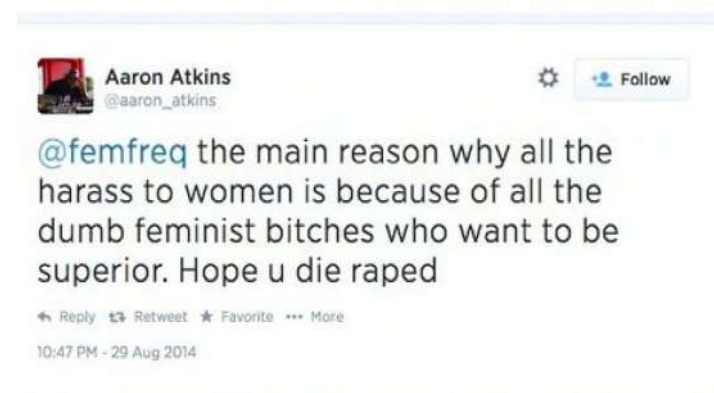 Aaron Atkins
@aaron_atkins
Follow
@femfreq the main reason why all the
harass to women is because of all the
dumb feminist bitches who want to be
superior. Hope u die raped
Reply Retweet Favorite More
10:47 PM - 29 Aug 2014